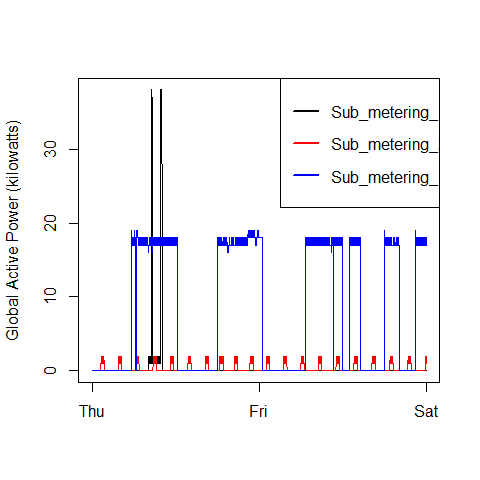 Global Active Power (kilowatts)
30
20
10
0
Sub_metering_
Sub_metering_
Sub_metering_
Thu Fri Sat